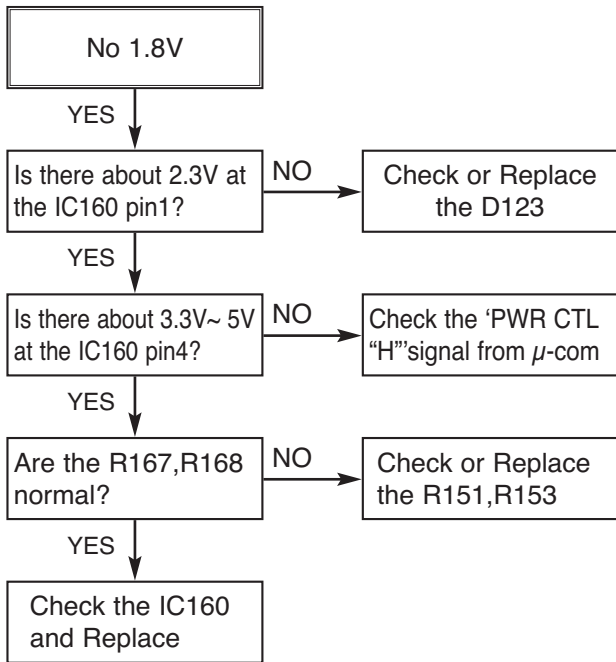 No 1.8V
YES
Is there about 2.3V at
the IC160 pin1?
NO
Check or Replace
the D123
YES
Is there about 3.3V~ 5V
at the IC160 pin4?
NO
Check the ‘PWR CTL
“H”’signal from µ-com
YES
Are the R167,R168
normal?
NO
Check or Replace
the R151,R153
YES
Check the IC160
and Replace